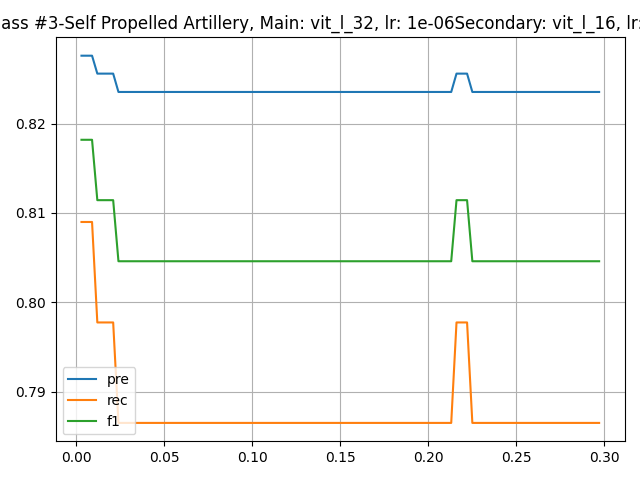 ass #3-Self Propelled Artillery, Main: vit_l_32, lr: 1e-06Secondary: vit_l_16, lr:
0.82
0.81
0.80
0.79
pre
rec
f1
0.00 0.05 0.10 0.15 0.20 0.25 0.30